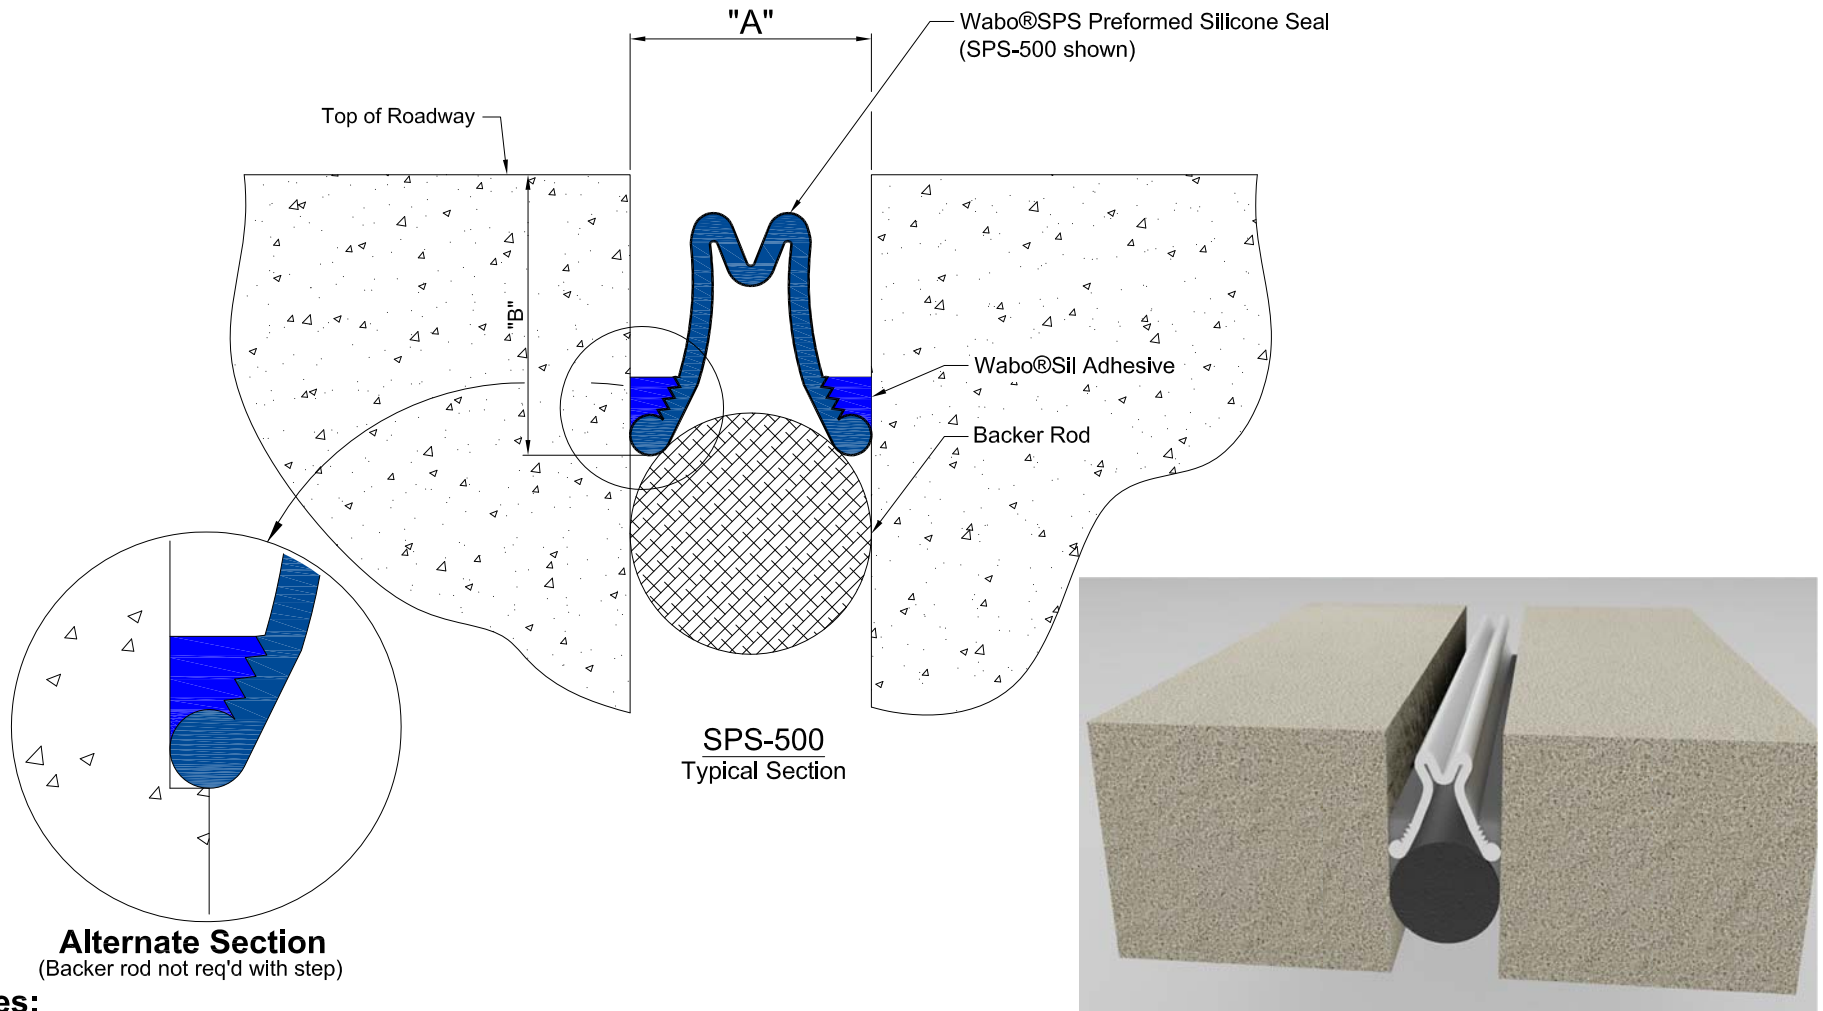 "A"
Wabo®SPS Preformed Silicone Seal
(SPS-500 shown)
Top of Roadway
"B"
Wabo®Sil Adhesive
Backer Rod
SPS-500
Typical Section
Alternate Section
(Backer rod not req'd with step)
es: